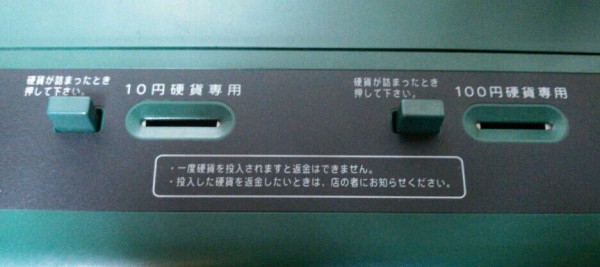 硬貨が詰まったとき
押して下さい。
10円硬貨専用
硬貨が詰まったとき
押して下さい。
100円硬貨専用
・一度硬貨を投入されますと返金はできません。
・投入した硬貨を返金したいときは、店の者にお知らせください。